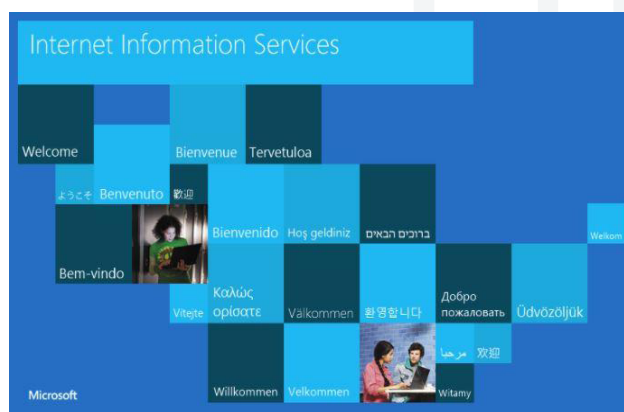 Internet Information Services
Welcome
Bienvenue
Tervetuloa
ようこそ
Benvenuto
歡迎
Bienvenido
Hoş geldiniz
ברוכים הבאים
Welkom
Bem-vindo
Vítejte
Καλώς
ορίσατε
Välkommen
환영합니다
Добро
пожаловать
Üdvözöljük
مرحبا
欢迎
Microsoft
Willkommen
Velkommen
Witamy